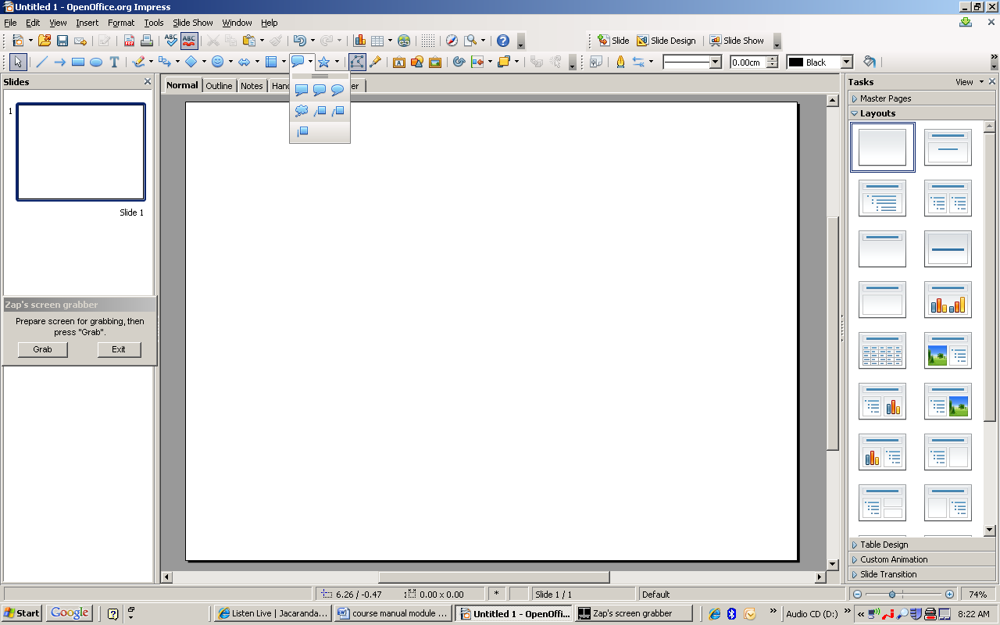 Untitled 1 - OpenOffice.org Impress
File Edit View Insert Format Tools Slide Show Window Help
ABC ABC Slide Slide Design Slide Show
T A 0.00cm Black
Slides Normal Outline Notes Hand er Tasks View
1
Master Pages
Layouts
Slide 1
Zap's screen grabber
Prepare screen for grabbing, then
press "Grab".
Grab Exit
Table Design
Custom Animation
Slide Transition
6.26 / -0.47 0.00 x 0.00 * Slide 1 / 1 Default 74%
Start Google Listen Live | Jacaranda... course manual module ... Untitled 1 - OpenOffi... Zap's screen grabber Audio CD (D:) 8:22 AM